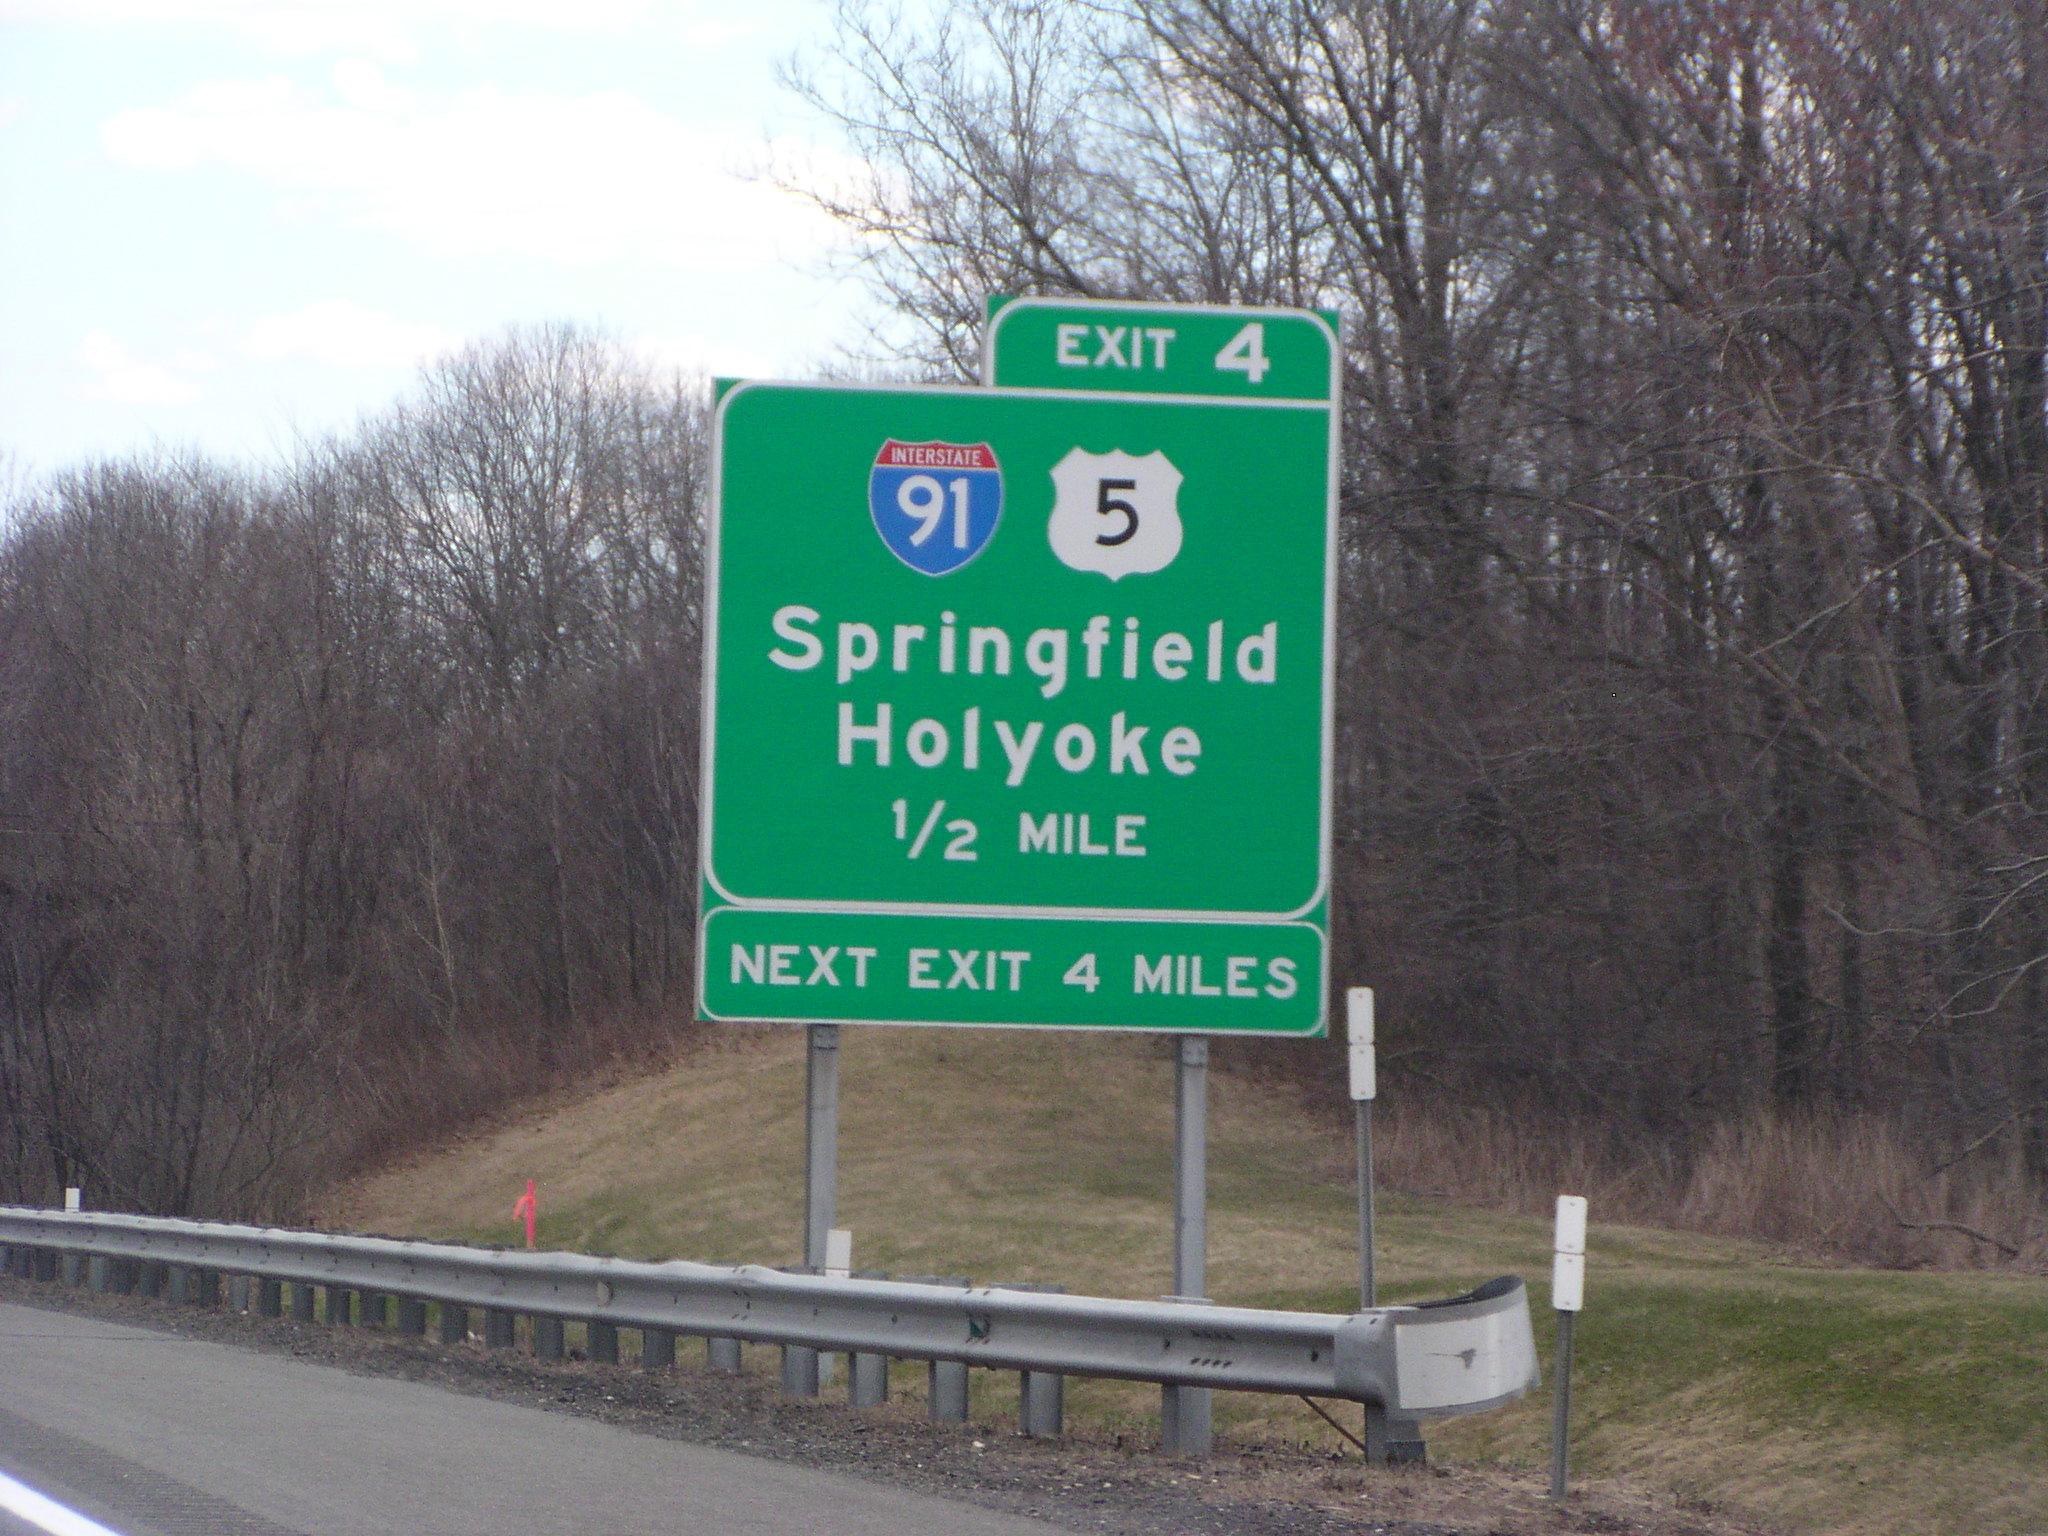 EXIT 4
INTERSTATE
91 5
Springfield
Holyoke
1/2 MILE
NEXT EXIT 4 MILES